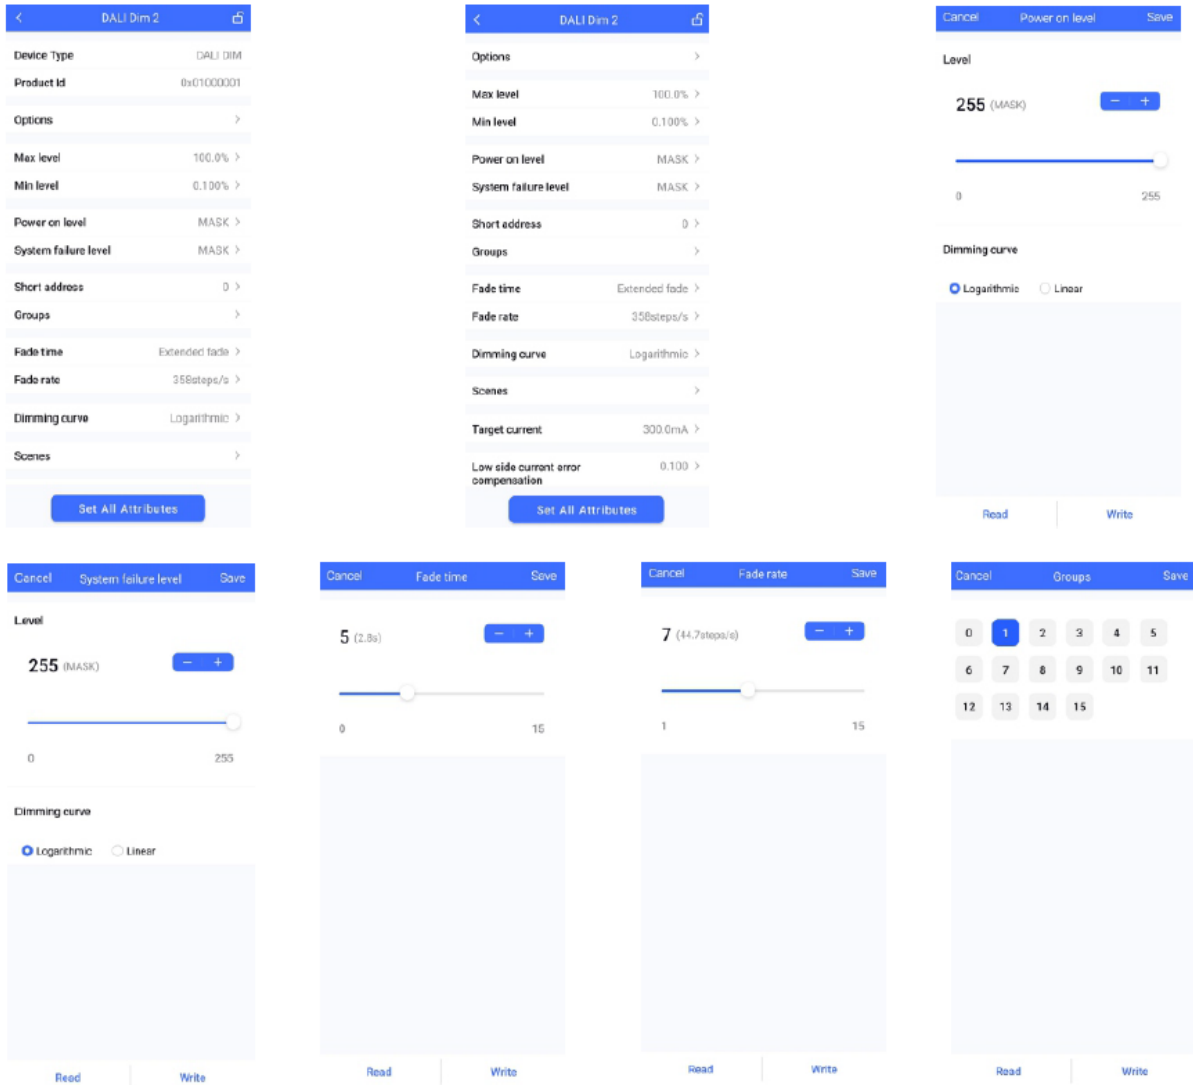 DALI Dim 2
Device Type DALI DIM
Product Id 0x01000001
Options
Max level 100.0%
Min level 0.100%
Power on level MASK
System failure level MASK
Short address 0
Groups
Fade time Extended fade
Fade rate 358steps/s
Dimming curve Logarithmic
Scenes
Set All Attributes
DALI Dim 2
Options
Max level 100.0%
Min level 0.100%
Power on level MASK
System failure level MASK
Short address 0
Groups
Fade time Extended fade
Fade rate 358steps/s
Dimming curve Logarithmic
Scenes
Target current 300.0mA
Low side current error 0.100
compensation
Set All Attributes
Cancel Power on level Save
Level
255 (MASK) − +
0 255
Dimming curve
Logarithmic Linear
Read Write
Cancel System failure level Save
Level
255 (MASK) − +
0 255
Dimming curve
Logarithmic Linear
Read Write
Cancel Fade time Save
5 (2.8s) − +
0 15
Read Write
Cancel Fade rate Save
7 (44.7steps/s) − +
1 15
Read Write
Cancel Groups Save
0 1 2 3 4 5
6 7 8 9 10 11
12 13 14 15
Read Write